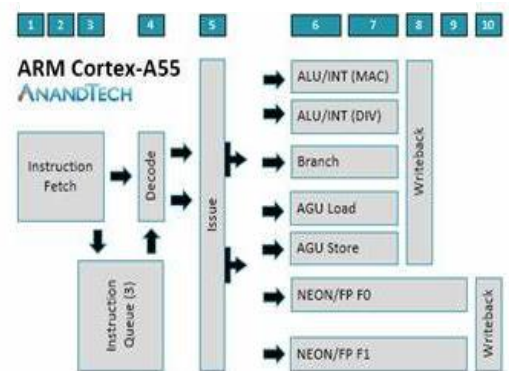 1 2 3 4 5 6 7 8 9 10
ARM Cortex-A55
ANANDTECH
Instruction
Fetch
Decode
Instruction
Queue (3)
Issue
ALU/INT (MAC)
ALU/INT (DIV)
Branch
AGU Load
AGU Store
Writeback
NEON/FP F0
NEON/FP F1
Writeback